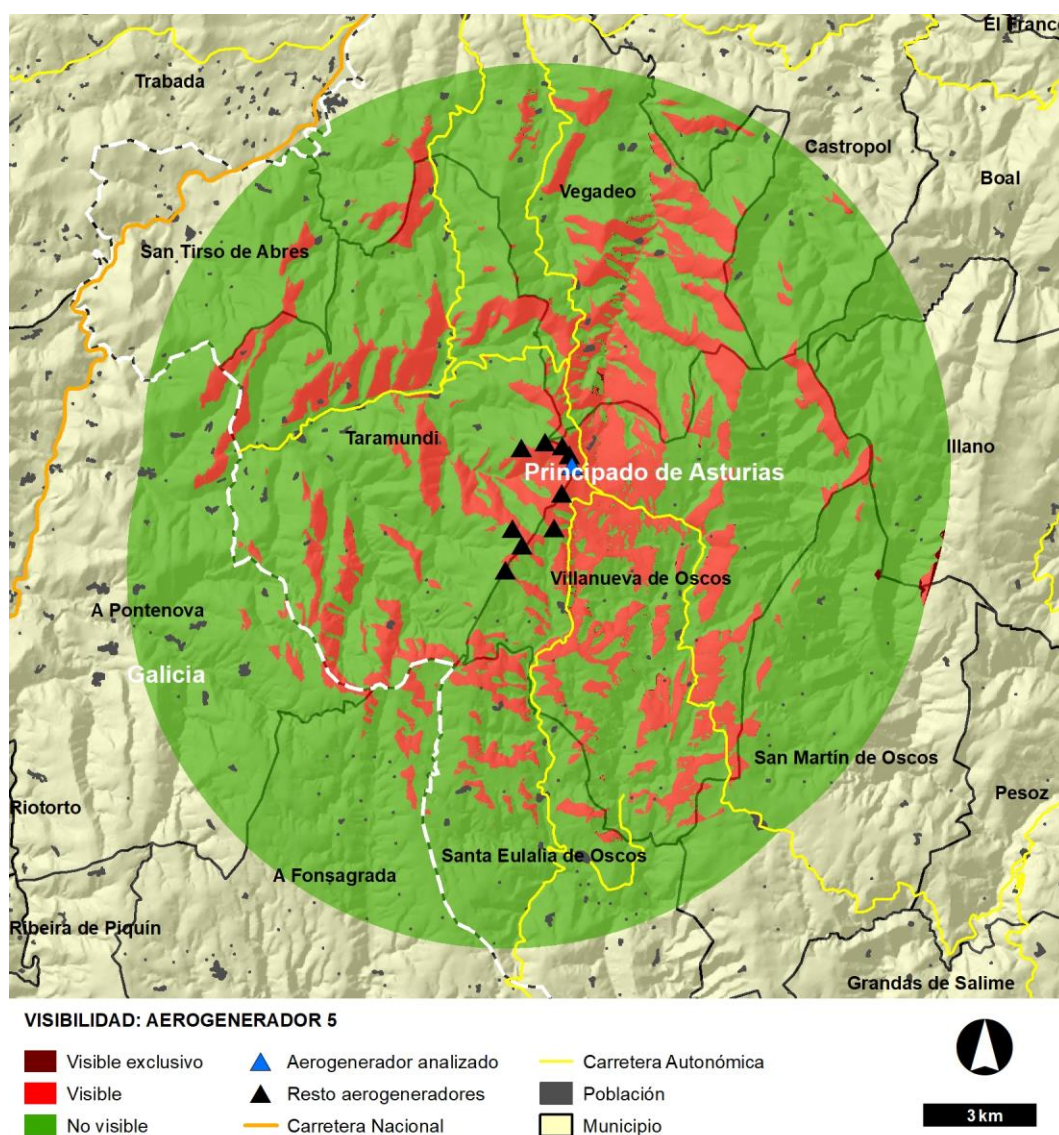 El Franco
Trabada
Castropol
Boal
Vegadeo
San Tirso de Abres
Taramundi
Illano
Principado de Asturias
Villanueva de Oscos
A Pontenova
Galicia
San Martín de Oscos
Pesoz
Riotorto
Santa Eulalia de Oscos
A Fonsagrada
Ribeira de Piquín
Grandas de Salime
VISIBILIDAD: AEROGENERADOR 5
Visible exclusivo
Aerogenerador analizado
Carretera Autonómica
Visible
Resto aerogeneradores
Población
No visible
Carretera Nacional
Municipio
3 km